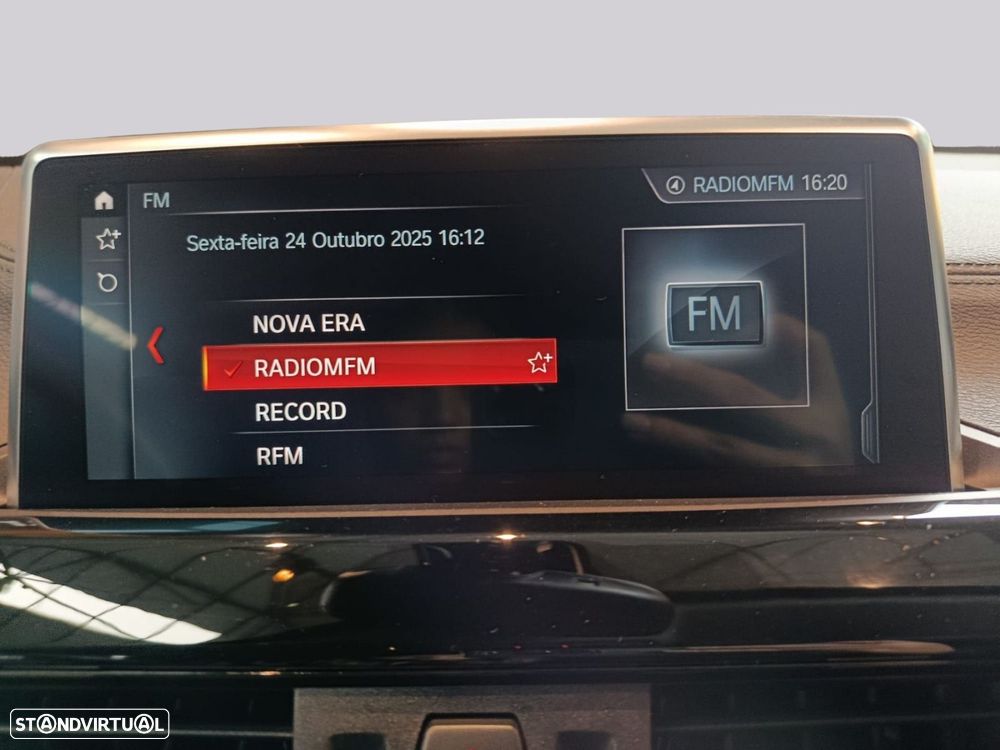 FM
RADIOMFM 16:20
Sexta-feira 24 Outubro 2025 16:12
NOVA ERA
RADIOMFM
RECORD
RFM
FM
STANDVIRTUAL